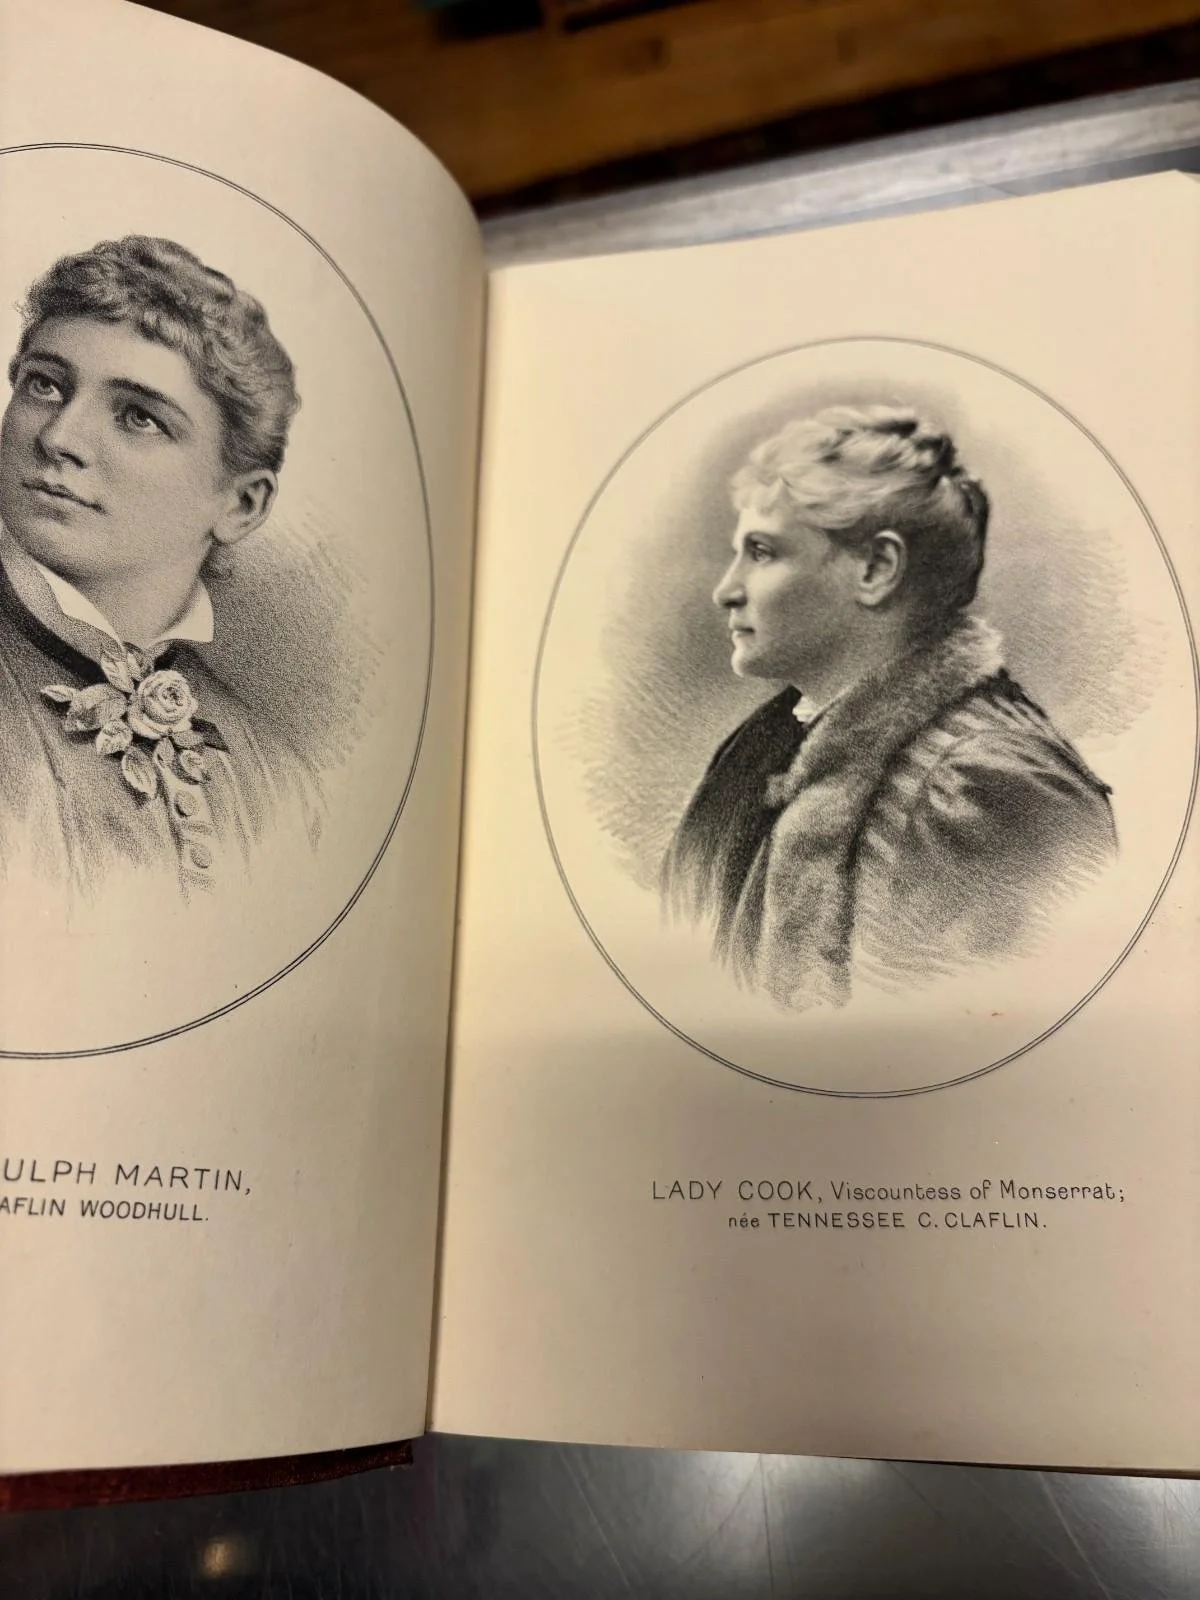 ULPH MARTIN,
AFLIN WOODHULL.
LADY COOK, Viscountess of Monserrat;
née TENNESSEE C. CLAFLIN.